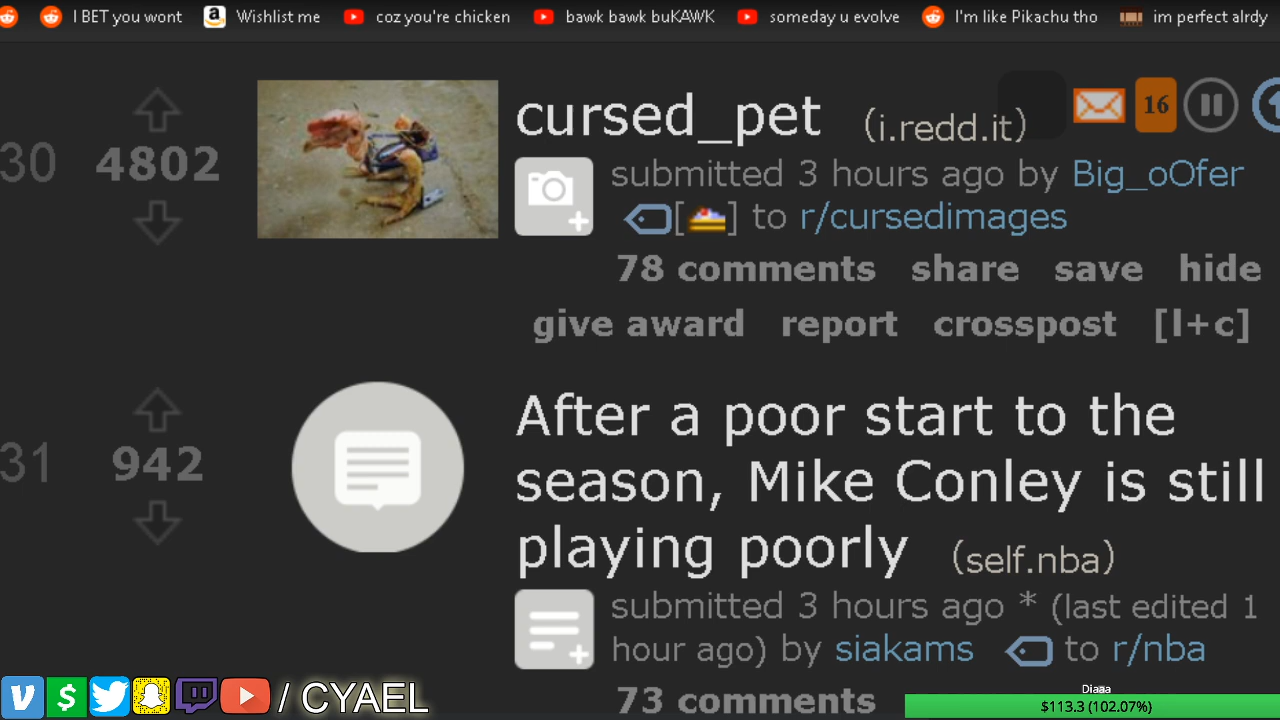 I BET you wont Wishlist me coz you're chicken bawk bawk buKAWK someday u evolve I'm like Pikachu tho im perfect alrdy
30 4802 cursed_pet (i.redd.it) 16
submitted 3 hours ago by Big_oOfer
[ ] to r/cursedimages
78 comments share save hide
give award report crosspost [l+c]
31 942 After a poor start to the
season, Mike Conley is still
playing poorly (self.nba)
submitted 3 hours ago * (last edited 1
hour ago) by siakams to r/nba
73 comments
/ CYAEL
Diaaa
$113.3 (102.07%)